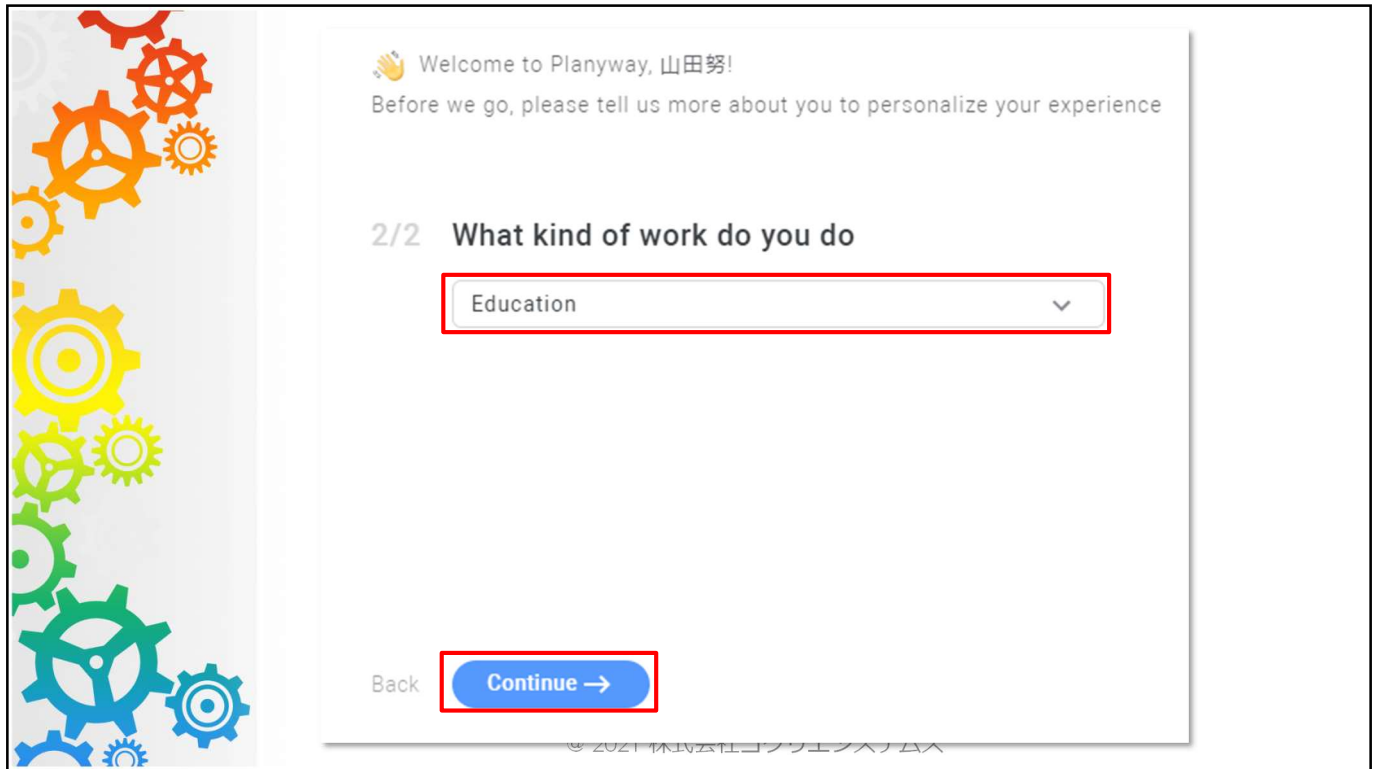 👋 Welcome to Planyway, 山田努!
Before we go, please tell us more about you to personalize your experience
2/2 What kind of work do you do
Education
Back Continue →
@ 2021